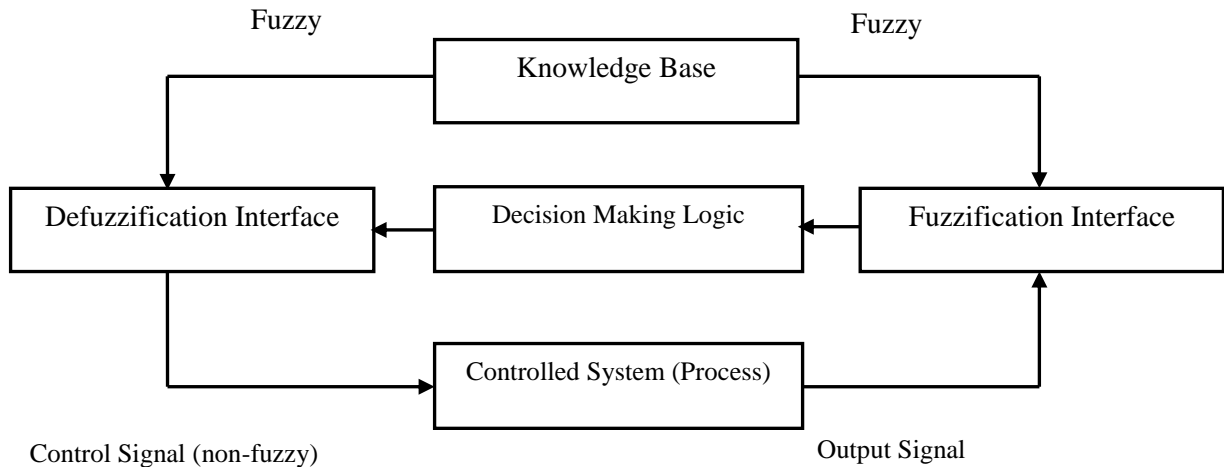 Fuzzy
Fuzzy
Knowledge Base
Defuzzification Interface
Decision Making Logic
Fuzzification Interface
Controlled System (Process)
Control Signal (non-fuzzy)
Output Signal